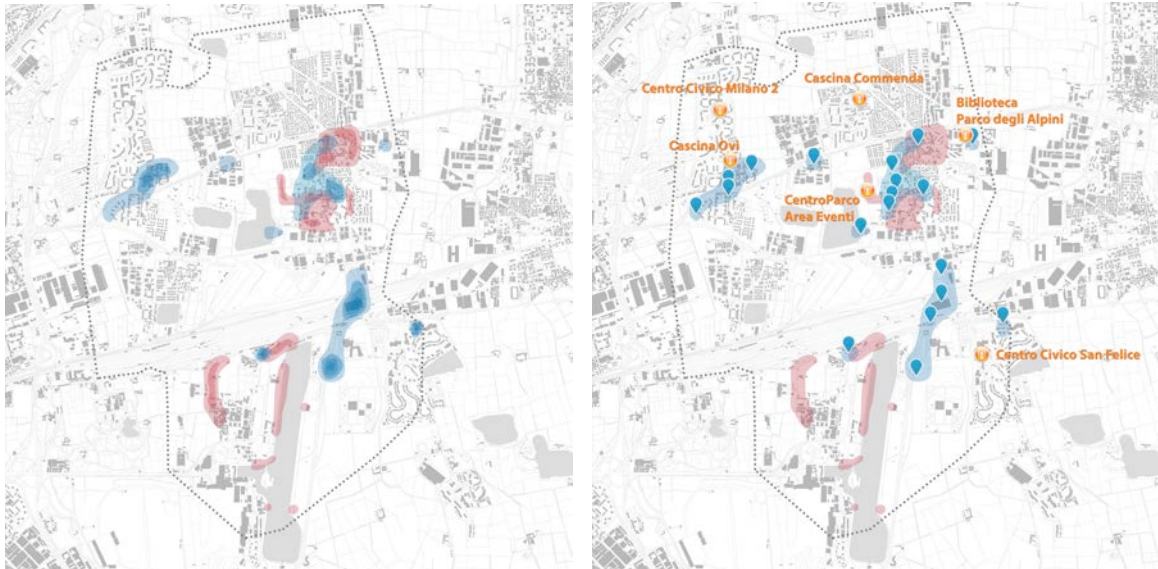 Cascina Commenda
Centro Civico Milano 2
Biblioteca
Parco degli Alpini
Cascina Ovi
CentroParco
Area Eventi
Centro Civico San Felice